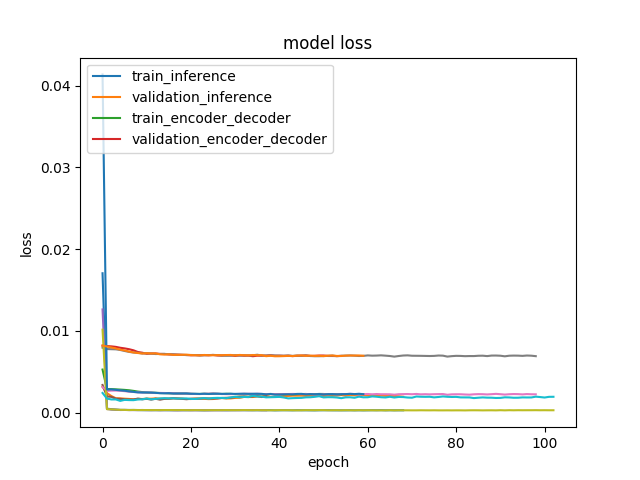 model loss
train_inference
validation_inference
train_encoder_decoder
validation_encoder_decoder
loss
0.04
0.03
0.02
0.01
0.00
0 20 40 60 80 100
epoch